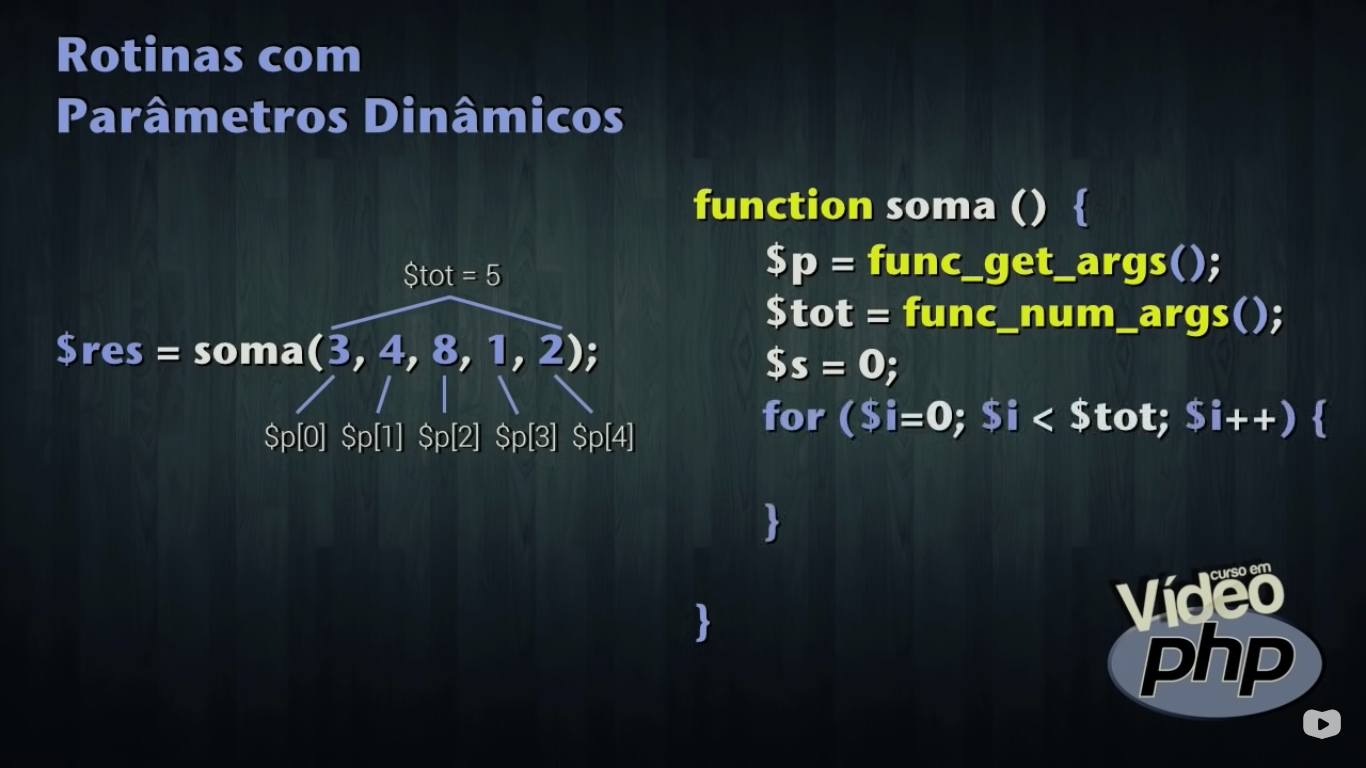 Rotinas com
Parâmetros Dinâmicos
$tot = 5
$res = soma(3, 4, 8, 1, 2);
$p[0] $p[1] $p[2] $p[3] $p[4]
function soma () {
$p = func_get_args();
$tot = func_num_args();
$s = 0;
for ($i=0; $i < $tot; $i++) {
}
}
curso em
Vídeo
php